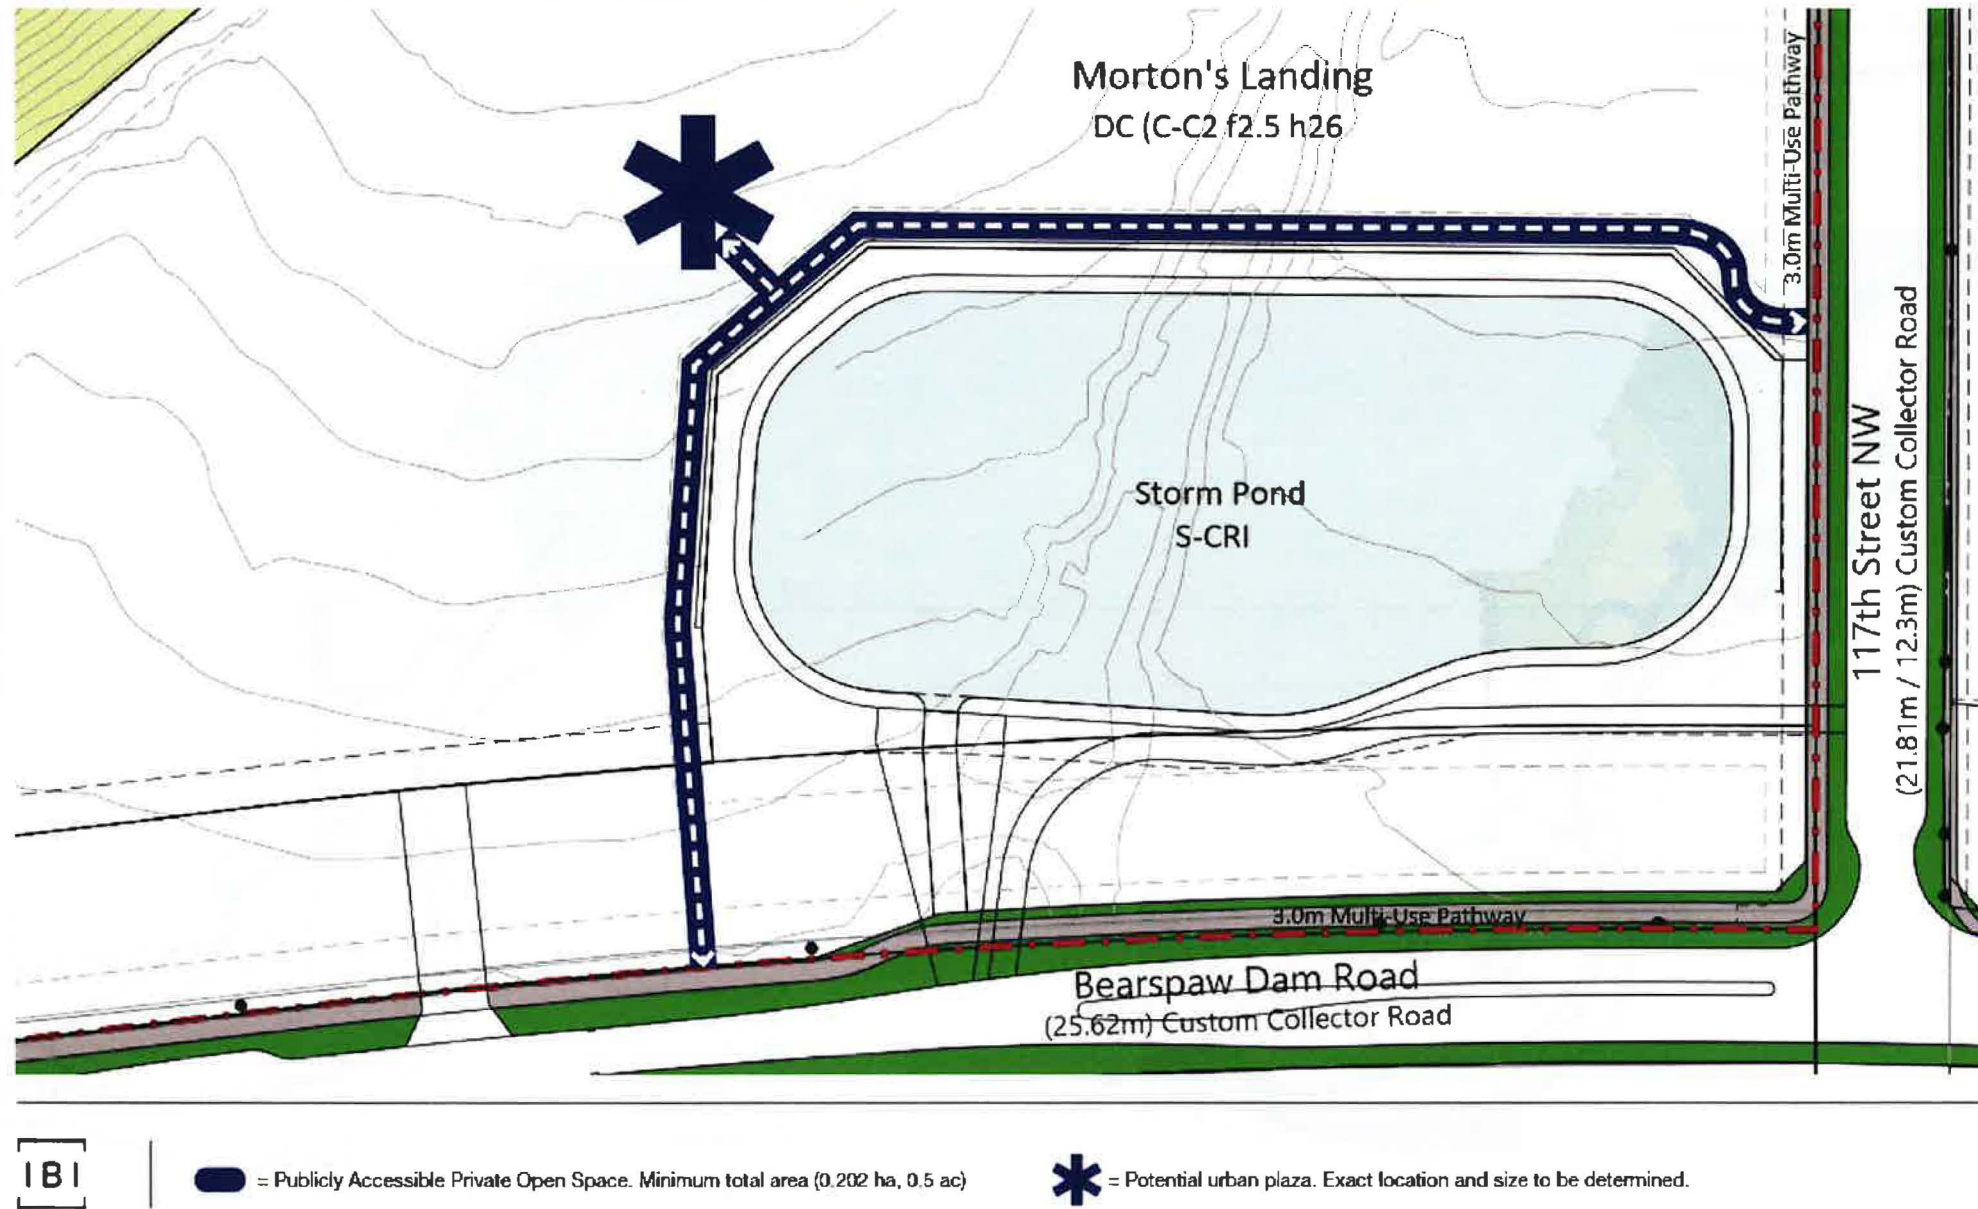 Morton's Landing
DC (C-C2 f2.5 h26
3.0m Multi-Use Pathway
Storm Pond
S-CRI
117th Street NW
(21.81m / 12.3m) Custom Collector Road
3.0m Multi-Use Pathway
Bearspaw Dam Road
(25.62m) Custom Collector Road
IBI
= Publicly Accessible Private Open Space. Minimum total area (0.202 ha, 0.5 ac)
= Potential urban plaza. Exact location and size to be determined.